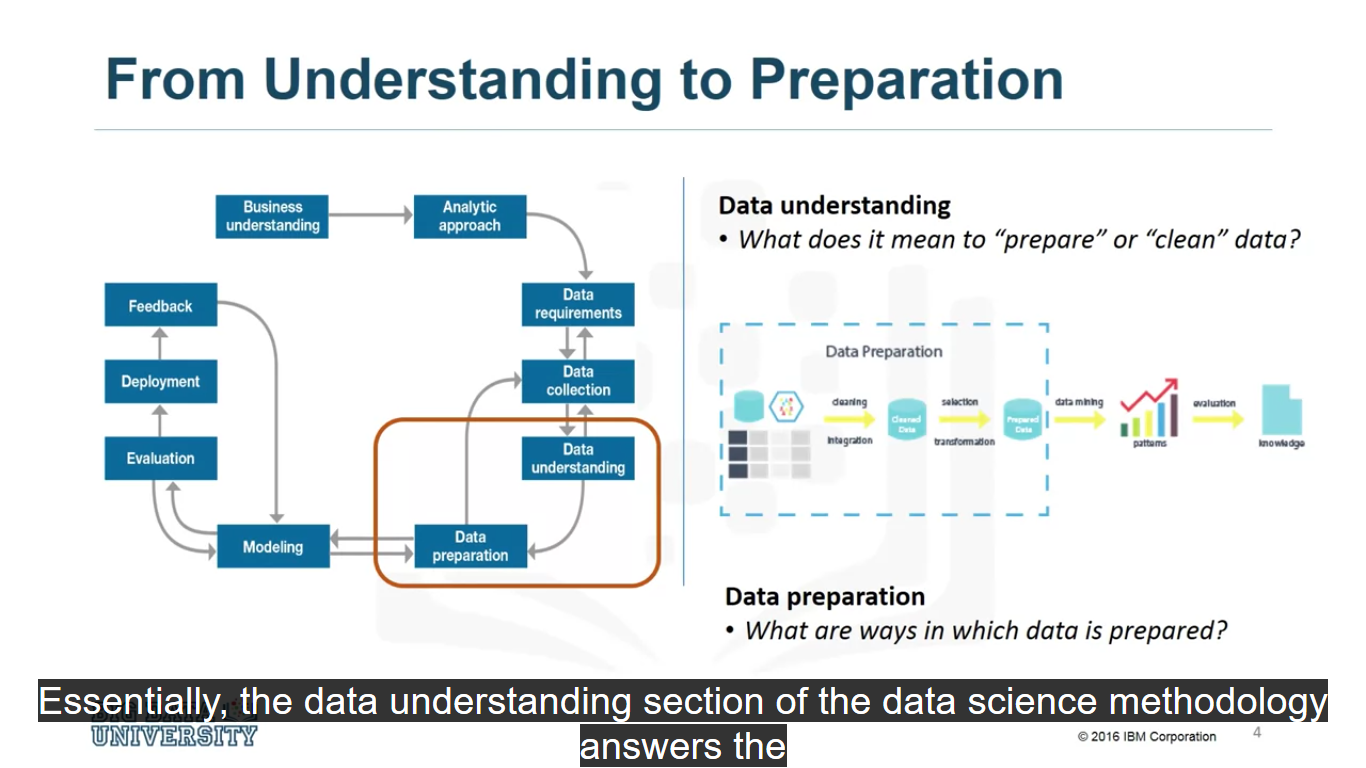 From Understanding to Preparation
Business
understanding
Analytic
approach
Feedback
Data
requirements
Deployment
Data
collection
Evaluation
Data
understanding
Modeling
Data
preparation
Data understanding
• What does it mean to “prepare” or “clean” data?
Data Preparation
cleaning
integration
Cleaned
Data
selection
transformation
Prepared
Data
data mining
patterns
evaluation
knowledge
Data preparation
• What are ways in which data is prepared?
Essentially, the data understanding section of the data science methodology
answers the
BIG DATA
UNIVERSITY
© 2016 IBM Corporation
4